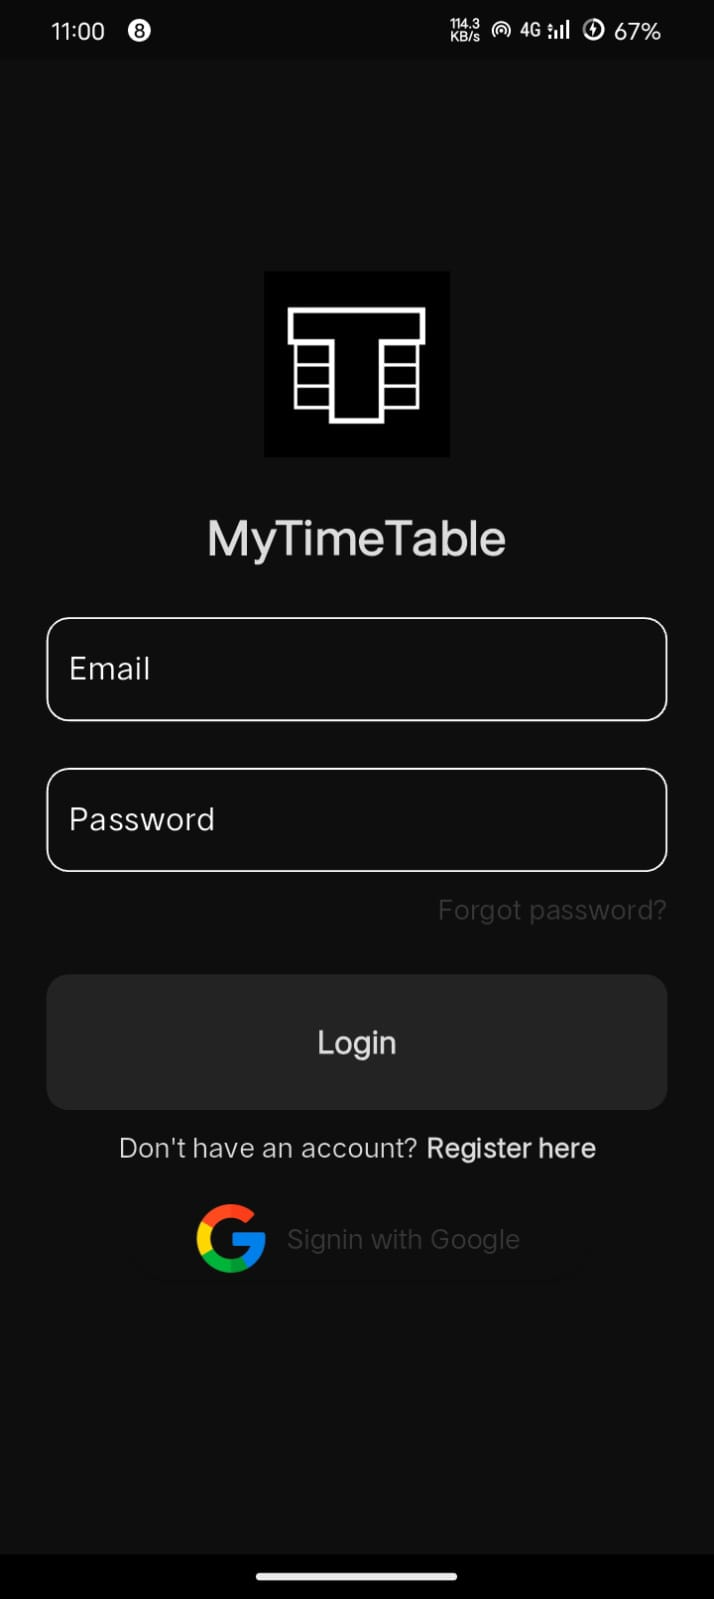 11:00 8 114.3 KB/s 4G 67%
MyTimeTable
Email
Password
Forgot password?
Login
Don't have an account? Register here
Signin with Google